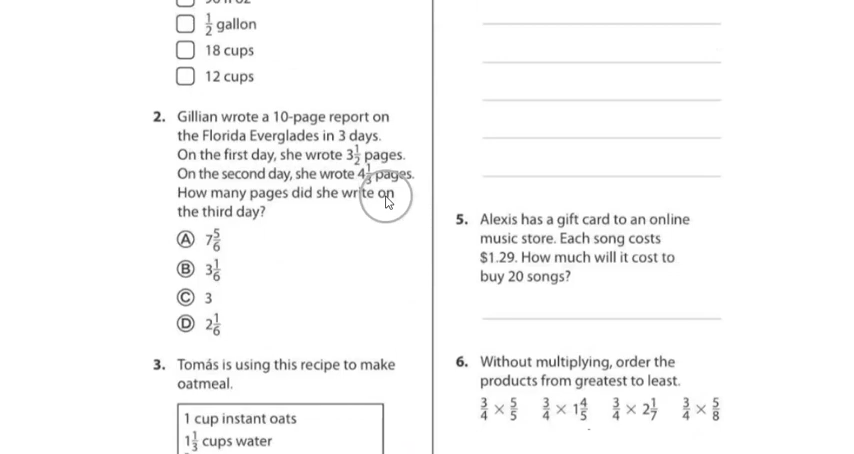 1/2 gallon
18 cups
12 cups
2. Gillian wrote a 10-page report on
the Florida Everglades in 3 days.
On the first day, she wrote 3 1/2 pages.
On the second day, she wrote 4 1/3 pages.
How many pages did she write on
the third day?
Ⓐ 7 5/6
Ⓑ 3 1/6
Ⓒ 3
Ⓓ 2 1/6
3. Tomás is using this recipe to make
oatmeal.
1 cup instant oats
1 1/3 cups water
5. Alexis has a gift card to an online
music store. Each song costs
$1.29. How much will it cost to
buy 20 songs?
6. Without multiplying, order the
products from greatest to least.
3/4 × 5/5 3/4 × 1 4/5 3/4 × 2 1/7 3/4 × 5/8